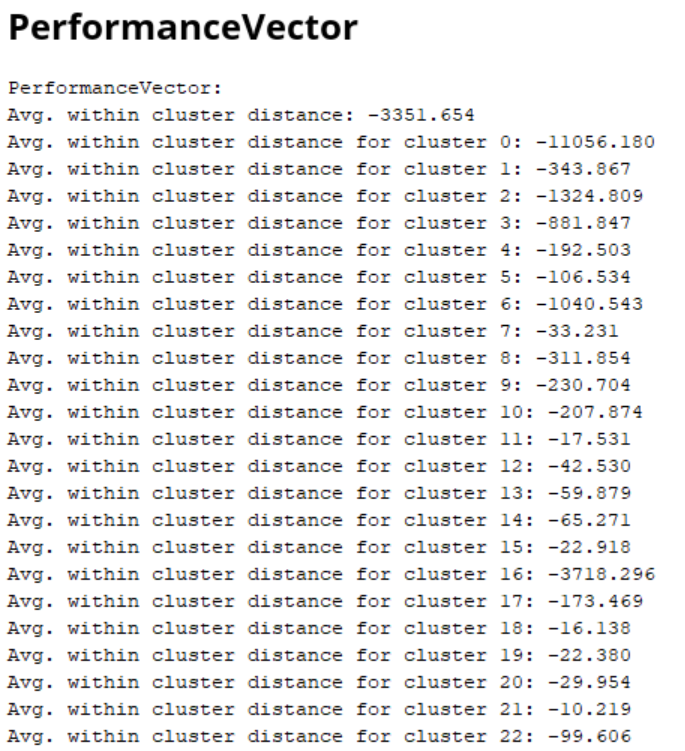 PerformanceVector
PerformanceVector:
Avg. within cluster distance: -3351.654
Avg. within cluster distance for cluster 0: -11056.180
Avg. within cluster distance for cluster 1: -343.867
Avg. within cluster distance for cluster 2: -1324.809
Avg. within cluster distance for cluster 3: -881.847
Avg. within cluster distance for cluster 4: -192.503
Avg. within cluster distance for cluster 5: -106.534
Avg. within cluster distance for cluster 6: -1040.543
Avg. within cluster distance for cluster 7: -33.231
Avg. within cluster distance for cluster 8: -311.854
Avg. within cluster distance for cluster 9: -230.704
Avg. within cluster distance for cluster 10: -207.874
Avg. within cluster distance for cluster 11: -17.531
Avg. within cluster distance for cluster 12: -42.530
Avg. within cluster distance for cluster 13: -59.879
Avg. within cluster distance for cluster 14: -65.271
Avg. within cluster distance for cluster 15: -22.918
Avg. within cluster distance for cluster 16: -3718.296
Avg. within cluster distance for cluster 17: -173.469
Avg. within cluster distance for cluster 18: -16.138
Avg. within cluster distance for cluster 19: -22.380
Avg. within cluster distance for cluster 20: -29.954
Avg. within cluster distance for cluster 21: -10.219
Avg. within cluster distance for cluster 22: -99.606